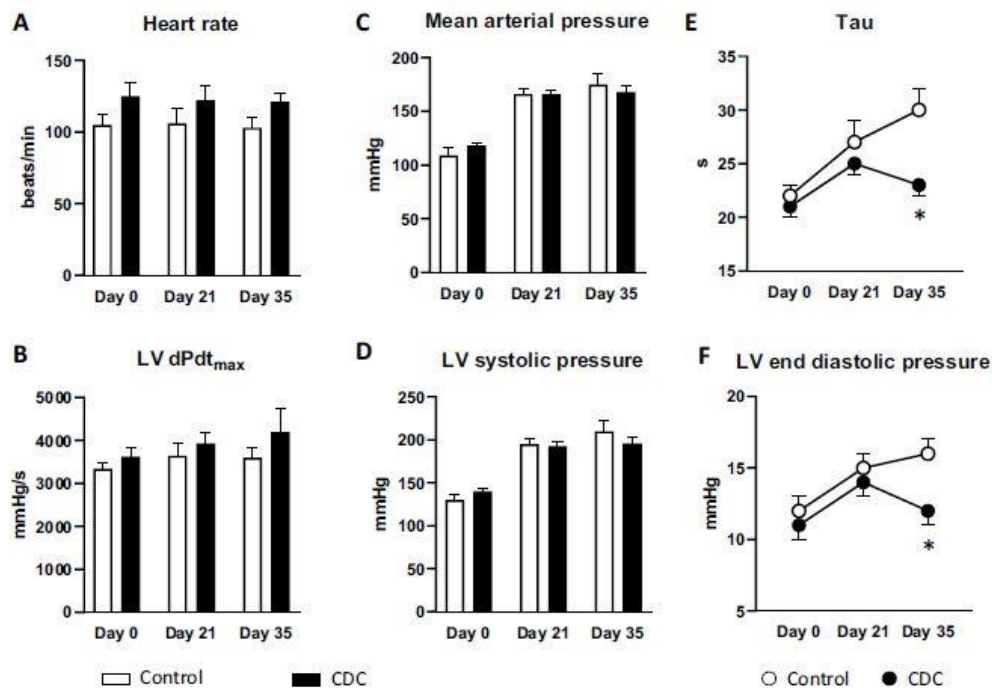 A
Heart rate
beats/min
150
100
50
0
Day 0 Day 21 Day 35
B
LV dPdtmax
mmHg/s
5000
4000
3000
2000
1000
0
Day 0 Day 21 Day 35
Control CDC
C
Mean arterial pressure
mmHg
200
150
100
50
0
Day 0 Day 21 Day 35
D
LV systolic pressure
mmHg
250
200
150
100
50
0
Day 0 Day 21 Day 35
E
Tau
s
35
30
25
20
15
*
Day 0 Day 21 Day 35
F
LV end diastolic pressure
mmHg
20
15
10
5
*
Day 0 Day 21 Day 35
Control CDC